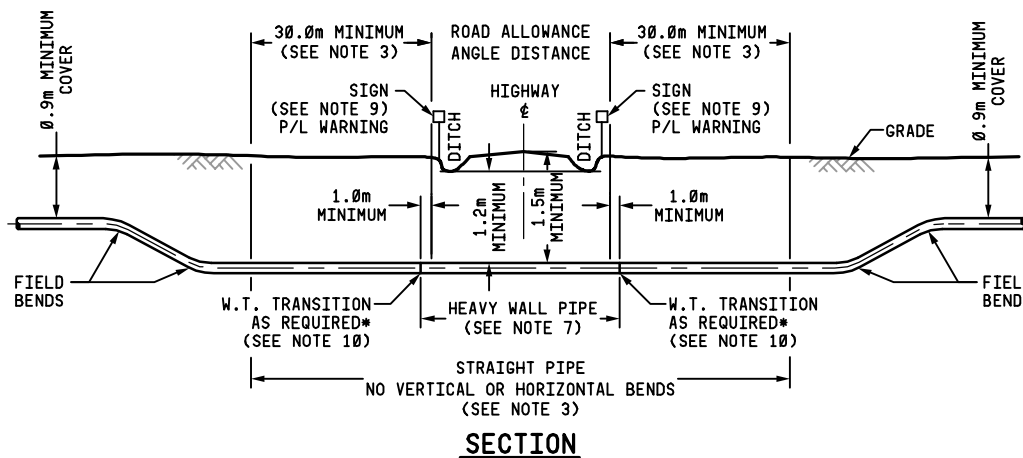 30.0m MINIMUM
(SEE NOTE 3)
ROAD ALLOWANCE
ANGLE DISTANCE
30.0m MINIMUM
(SEE NOTE 3)
0.9m MINIMUM
COVER
SIGN
(SEE NOTE 9)
P/L WARNING
DITCH
HIGHWAY
℄
DITCH
SIGN
(SEE NOTE 9)
P/L WARNING
0.9m MINIMUM
COVER
GRADE
1.0m
MINIMUM
1.2m
MINIMUM
1.5m
MINIMUM
1.0m
MINIMUM
FIELD
BENDS
W.T. TRANSITION
AS REQUIRED*
(SEE NOTE 10)
HEAVY WALL PIPE
(SEE NOTE 7)
W.T. TRANSITION
AS REQUIRED*
(SEE NOTE 10)
FIEL
BEND
STRAIGHT PIPE
NO VERTICAL OR HORIZONTAL BENDS
(SEE NOTE 3)
SECTION